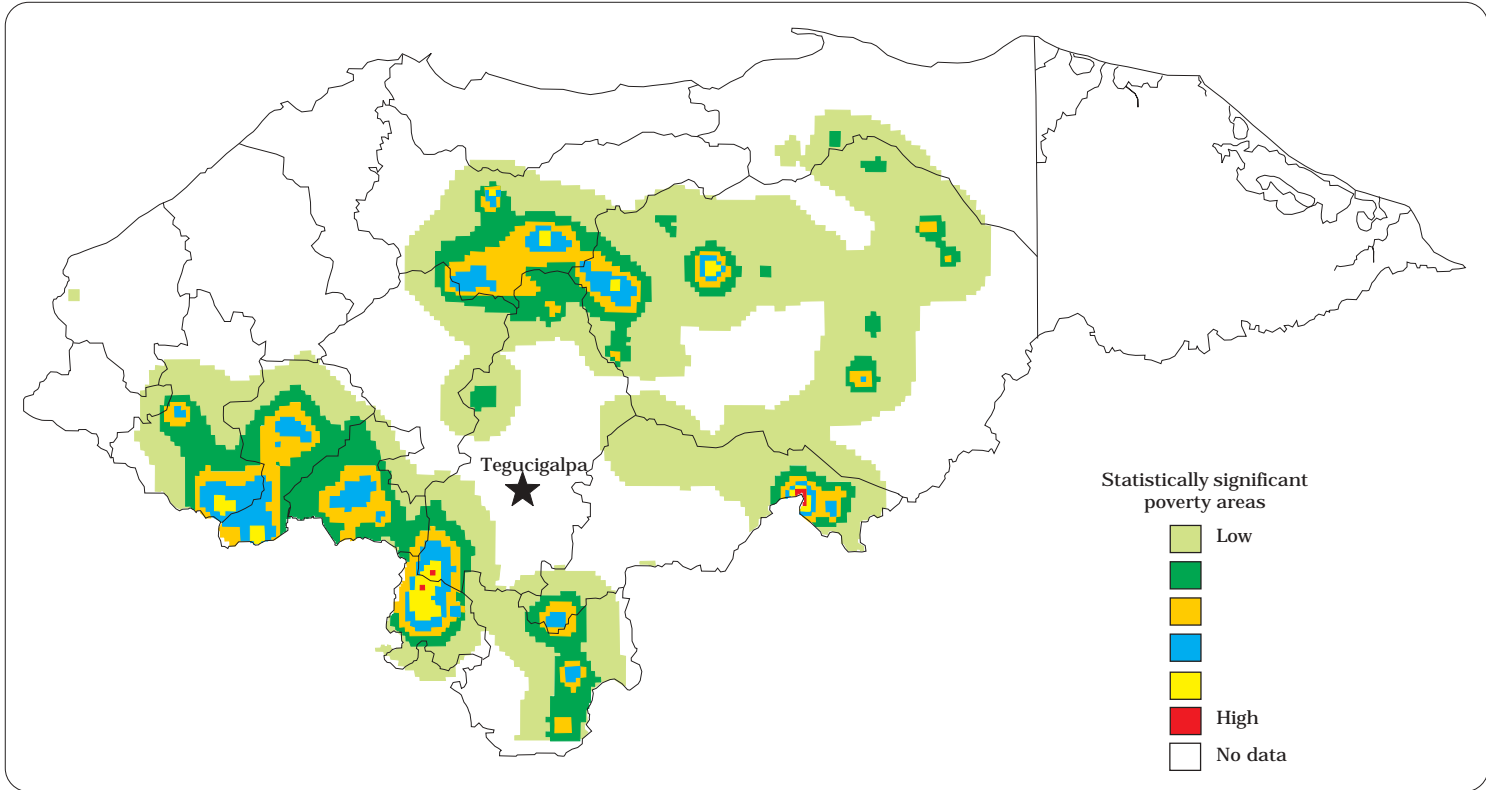 Tegucigalpa
Statistically significant
poverty areas
Low
High
No data